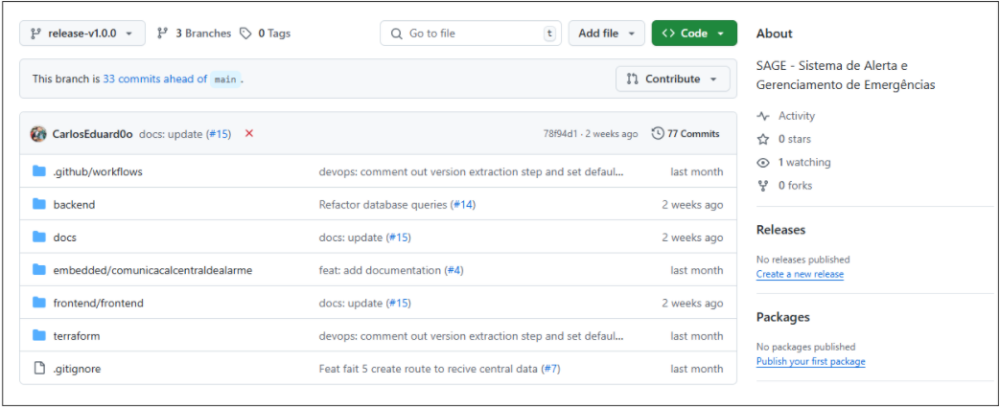 release-v1.0.0 3 Branches 0 Tags Go to file t Add file Code
This branch is 33 commits ahead of main .
Contribute
CarlosEduard0o docs: update (#15) 78f94d1 · 2 weeks ago 77 Commits
.github/workflows devops: comment out version extraction step and set defaul... last month
backend Refactor database queries (#14) 2 weeks ago
docs docs: update (#15) 2 weeks ago
embedded/comunicacalcentraldealarme feat: add documentation (#4) last month
frontend/frontend docs: update (#15) 2 weeks ago
terraform devops: comment out version extraction step and set defaul... last month
.gitignore Feat fait 5 create route to recive central data (#7) last month
About
SAGE - Sistema de Alerta e
Gerenciamento de Emergências
Activity
0 stars
1 watching
0 forks
Releases
No releases published
Create a new release
Packages
No packages published
Publish your first package